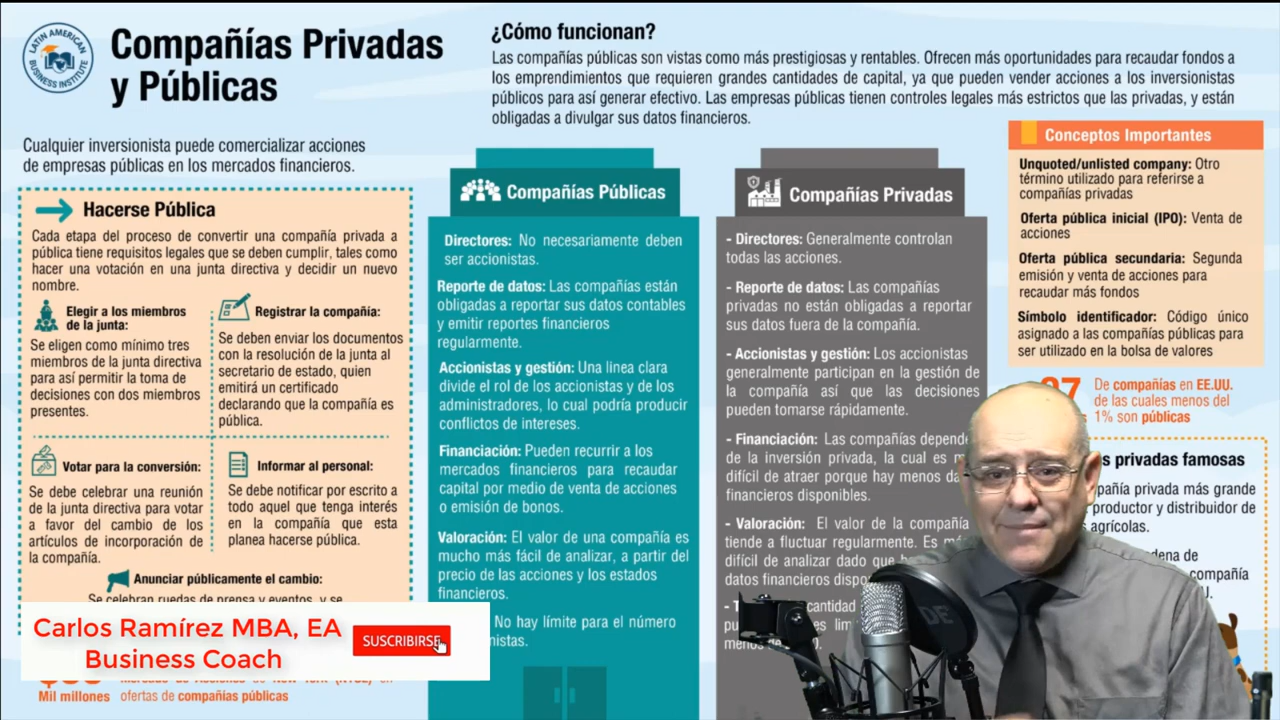 LATIN AMERICAN
BUSINESS INSTITUTE
Compañías Privadas
y Públicas
Cualquier inversionista puede comercializar acciones
de empresas públicas en los mercados financieros.
¿Cómo funcionan?
Las compañías públicas son vistas como más prestigiosas y rentables. Ofrecen más oportunidades para recaudar fondos a
los emprendimientos que requieren grandes cantidades de capital, ya que pueden vender acciones a los inversionistas
públicos para así generar efectivo. Las empresas públicas tienen controles legales más estrictos que las privadas, y están
obligadas a divulgar sus datos financieros.
Hacerse Pública
Cada etapa del proceso de convertir una compañía privada a
pública tiene requisitos legales que se deben cumplir, tales como
hacer una votación en una junta directiva y decidir un nuevo
nombre.
Elegir a los miembros
de la junta:
Se eligen como mínimo tres
miembros de la junta directiva
para así permitir la toma de
decisiones con dos miembros
presentes.
Registrar la compañía:
Se deben enviar los documentos
con la resolución de la junta al
secretario de estado, quien
emitirá un certificado
declarando que la compañía es
pública.
Votar para la conversión:
Se debe celebrar una reunión
de la junta directiva para votar
a favor del cambio de los
artículos de incorporación de
la compañía.
Informar al personal:
Se debe notificar por escrito a
todo aquel que tenga interés
en la compañía que esta
planea hacerse pública.
Anunciar públicamente el cambio:
Se celebran ruedas de prensa y eventos, y se
Carlos Ramírez MBA, EA
Business Coach
SUSCRIBIRSE
Mil millones
ofertas de compañías públicas
Compañías Públicas
Directores: No necesariamente deben
ser accionistas.
Reporte de datos: Las compañías están
obligadas a reportar sus datos contables
y emitir reportes financieros
regularmente.
Accionistas y gestión: Una linea clara
divide el rol de los accionistas y de los
administradores, lo cual podría producir
conflictos de intereses.
Financiación: Pueden recurrir a los
mercados financieros para recaudar
capital por medio de venta de acciones
o emisión de bonos.
Valoración: El valor de una compañía es
mucho más fácil de analizar, a partir del
precio de las acciones y los estados
financieros.
No hay límite para el número
Compañías Privadas
- Directores: Generalmente controlan
todas las acciones.
- Reporte de datos: Las compañías
privadas no están obligadas a reportar
sus datos fuera de la compañía.
- Accionistas y gestión: Los accionistas
generalmente participan en la gestión de
la compañía así que las decisiones
pueden tomarse rápidamente.
- Financiación: Las compañías
de la inversión privada, la cual es
difícil de atraer porque hay menos
financieros disponibles.
- Valoración: El valor de la compañía
tiende a fluctuar regularmente. Es
difícil de analizar dado que
datos financieros
cantidad
menos de
Conceptos Importantes
Unquoted/unlisted company: Otro
término utilizado para referirse a
compañías privadas
Oferta pública inicial (IPO): Venta de
acciones
Oferta pública secundaria: Segunda
emisión y venta de acciones para
recaudar más fondos
Símbolo identificador: Código único
asignado a las compañías públicas para
ser utilizado en la bolsa de valores
De compañías en EE.UU.
de las cuales menos del
1% son públicas
privadas famosas
privada más grande
productor y distribuidor de
agrícolas.
de
compañía